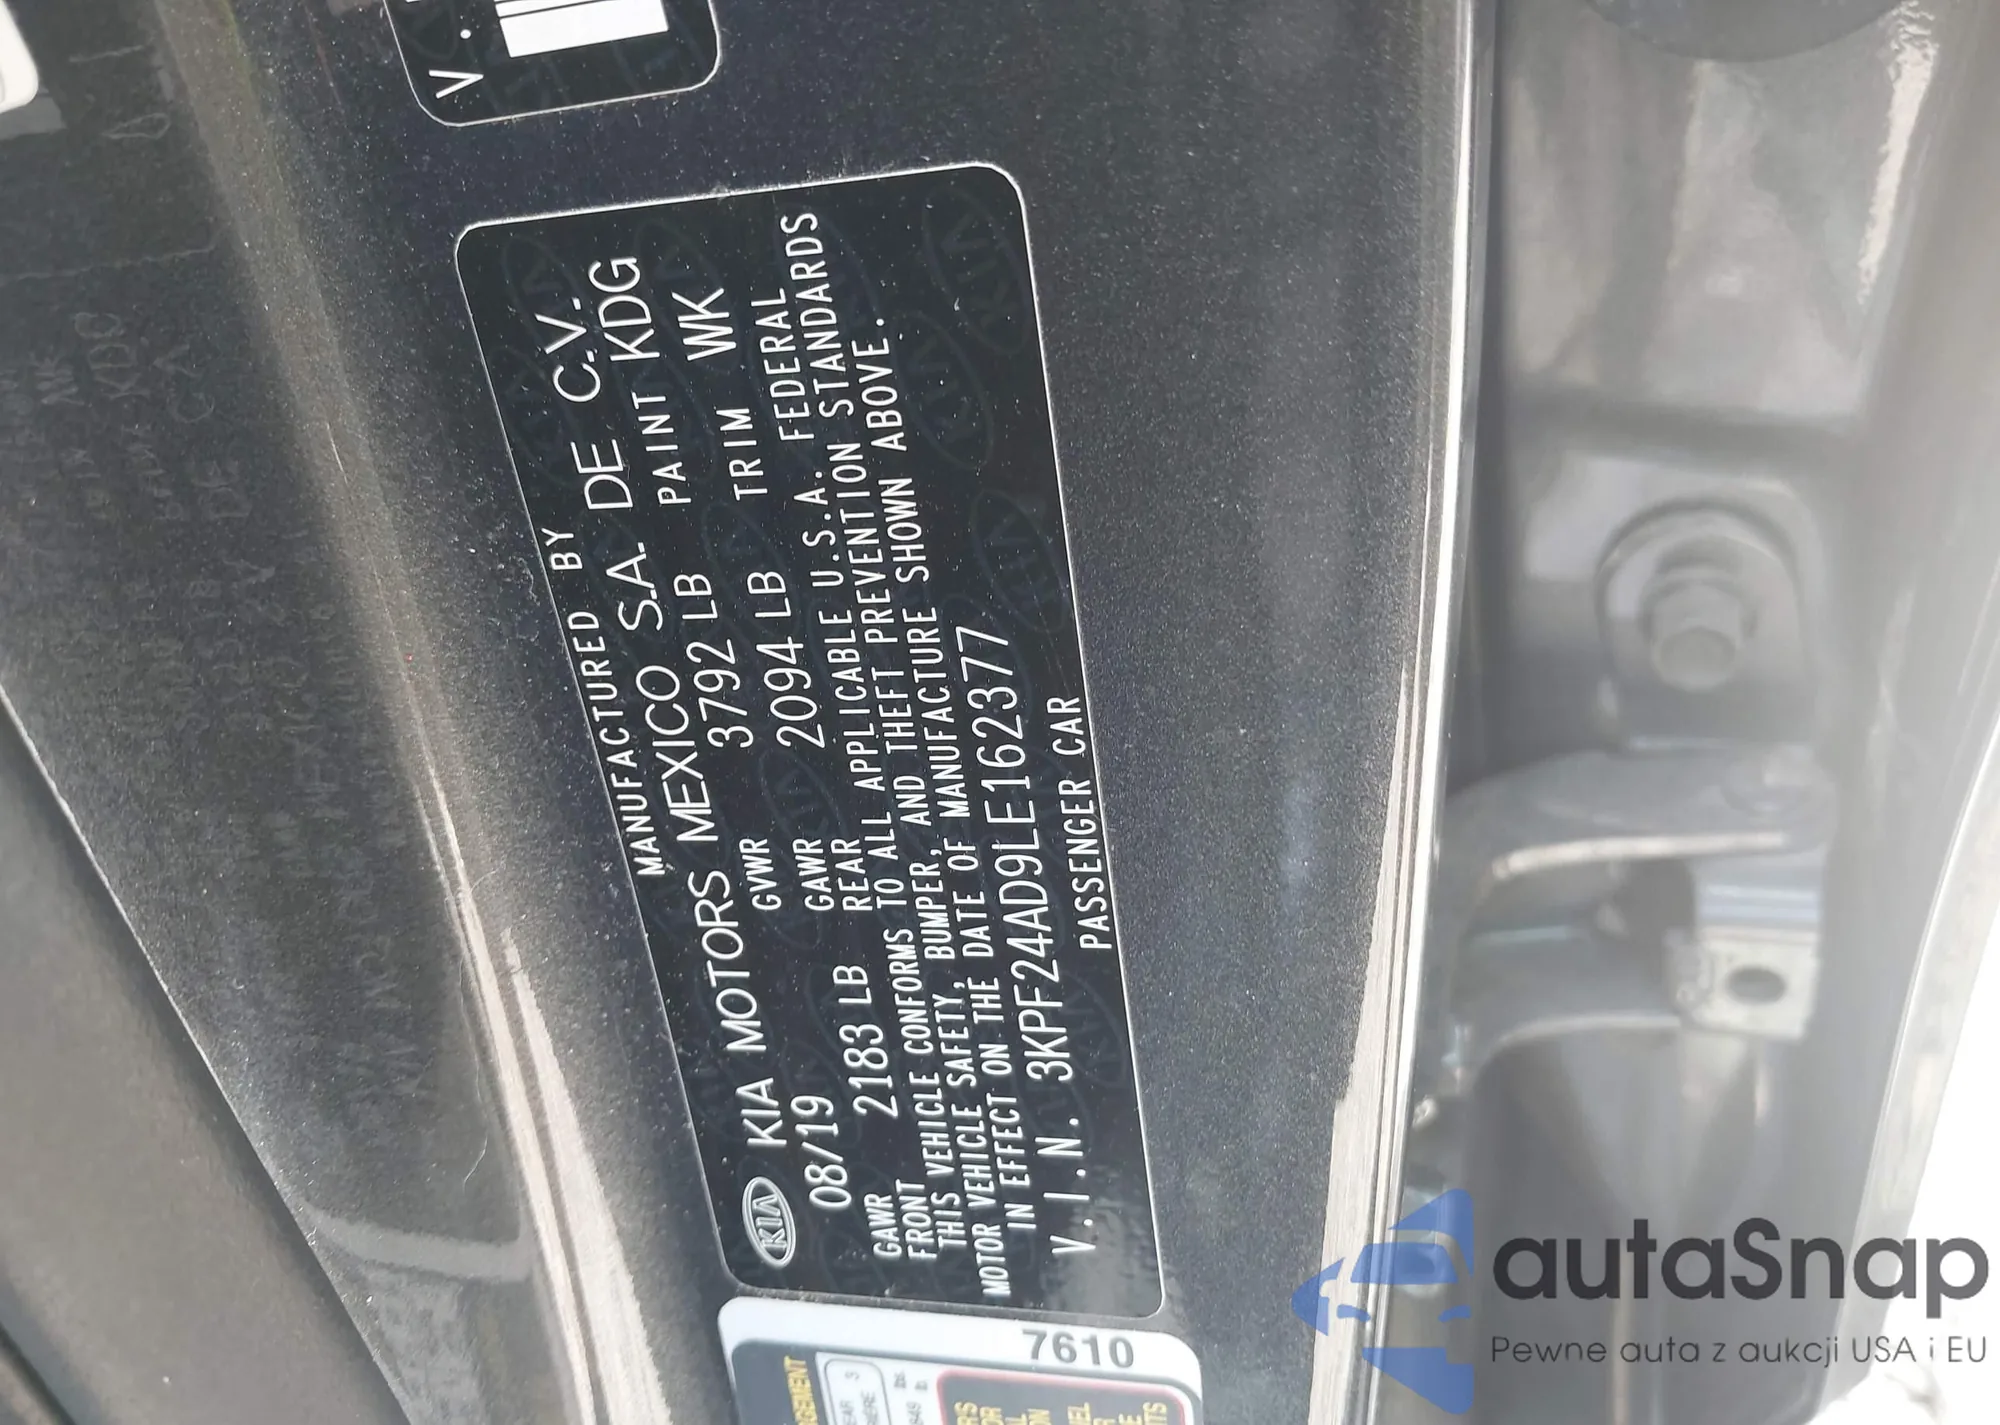 V.
MANUFACTURED BY
KIA KIA MOTORS MEXICO S.A. DE C.V.
08/19 GVWR 3792 LB PAINT KDG
GAWR FRONT 2183 LB GAWR REAR 2094 LB TRIM WK
THIS VEHICLE CONFORMS TO ALL APPLICABLE U.S.A. FEDERAL
MOTOR VEHICLE SAFETY, BUMPER, AND THEFT PREVENTION STANDARDS
IN EFFECT ON THE DATE OF MANUFACTURE SHOWN ABOVE.
V.I.N. 3KPF24AD9LE162377
PASSENGER CAR
7610
autaSnap
Pewne auta z aukcji USA i EU